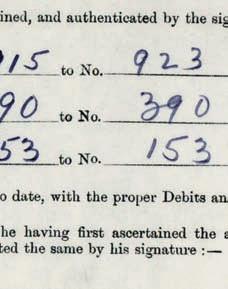 ined, and authenticated by the sig
915 to No. 923
90 to No. 390
53 to No. 153
o date, with the proper Debits an
he having first ascertained the a
ted the same by his signature :—